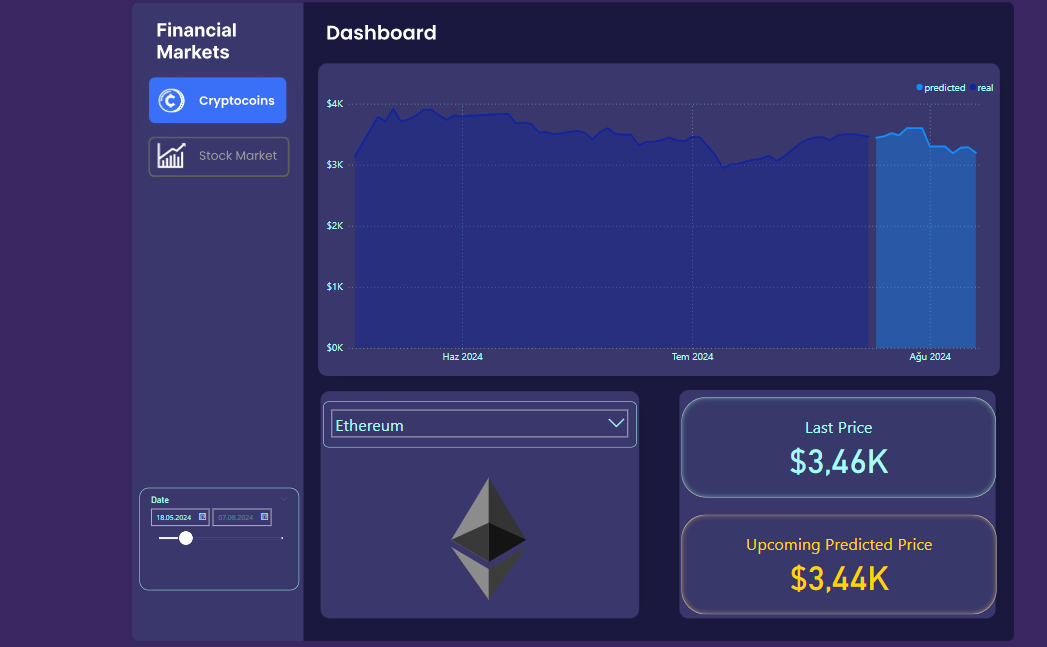 Financial
Markets
Cryptocoins
Stock Market
Date
18.05.2024
07.08.2024
Dashboard
predicted real
$4K
$3K
$2K
$1K
$0K
Haz 2024 Tem 2024 Ağu 2024
Ethereum
Last Price
$3,46K
Upcoming Predicted Price
$3,44K